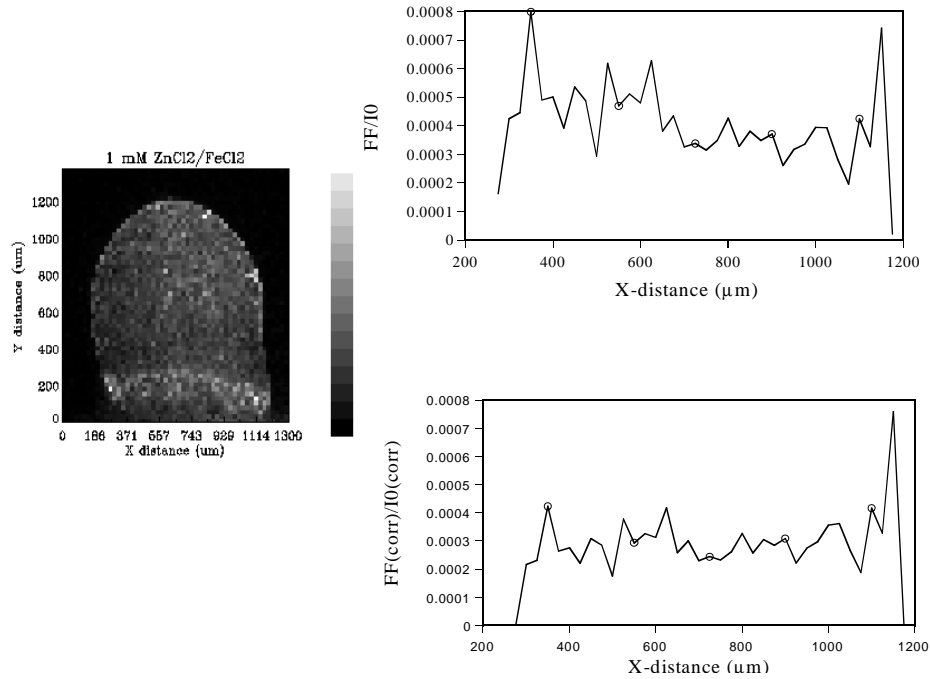 1 mM ZnCl2/FeCl2
Y distance (um)
1200
1000
800
600
400
200
0
0 186 371 557 743 929 1114 1300
X distance (um)
FF/I0
0.0008
0.0007
0.0006
0.0005
0.0004
0.0003
0.0002
0.0001
0
200 400 600 800 1000 1200
X-distance (μm)
FF(corr)/I0(corr)
0.0008
0.0007
0.0006
0.0005
0.0004
0.0003
0.0002
0.0001
0
200 400 600 800 1000 1200
X-distance (μm)